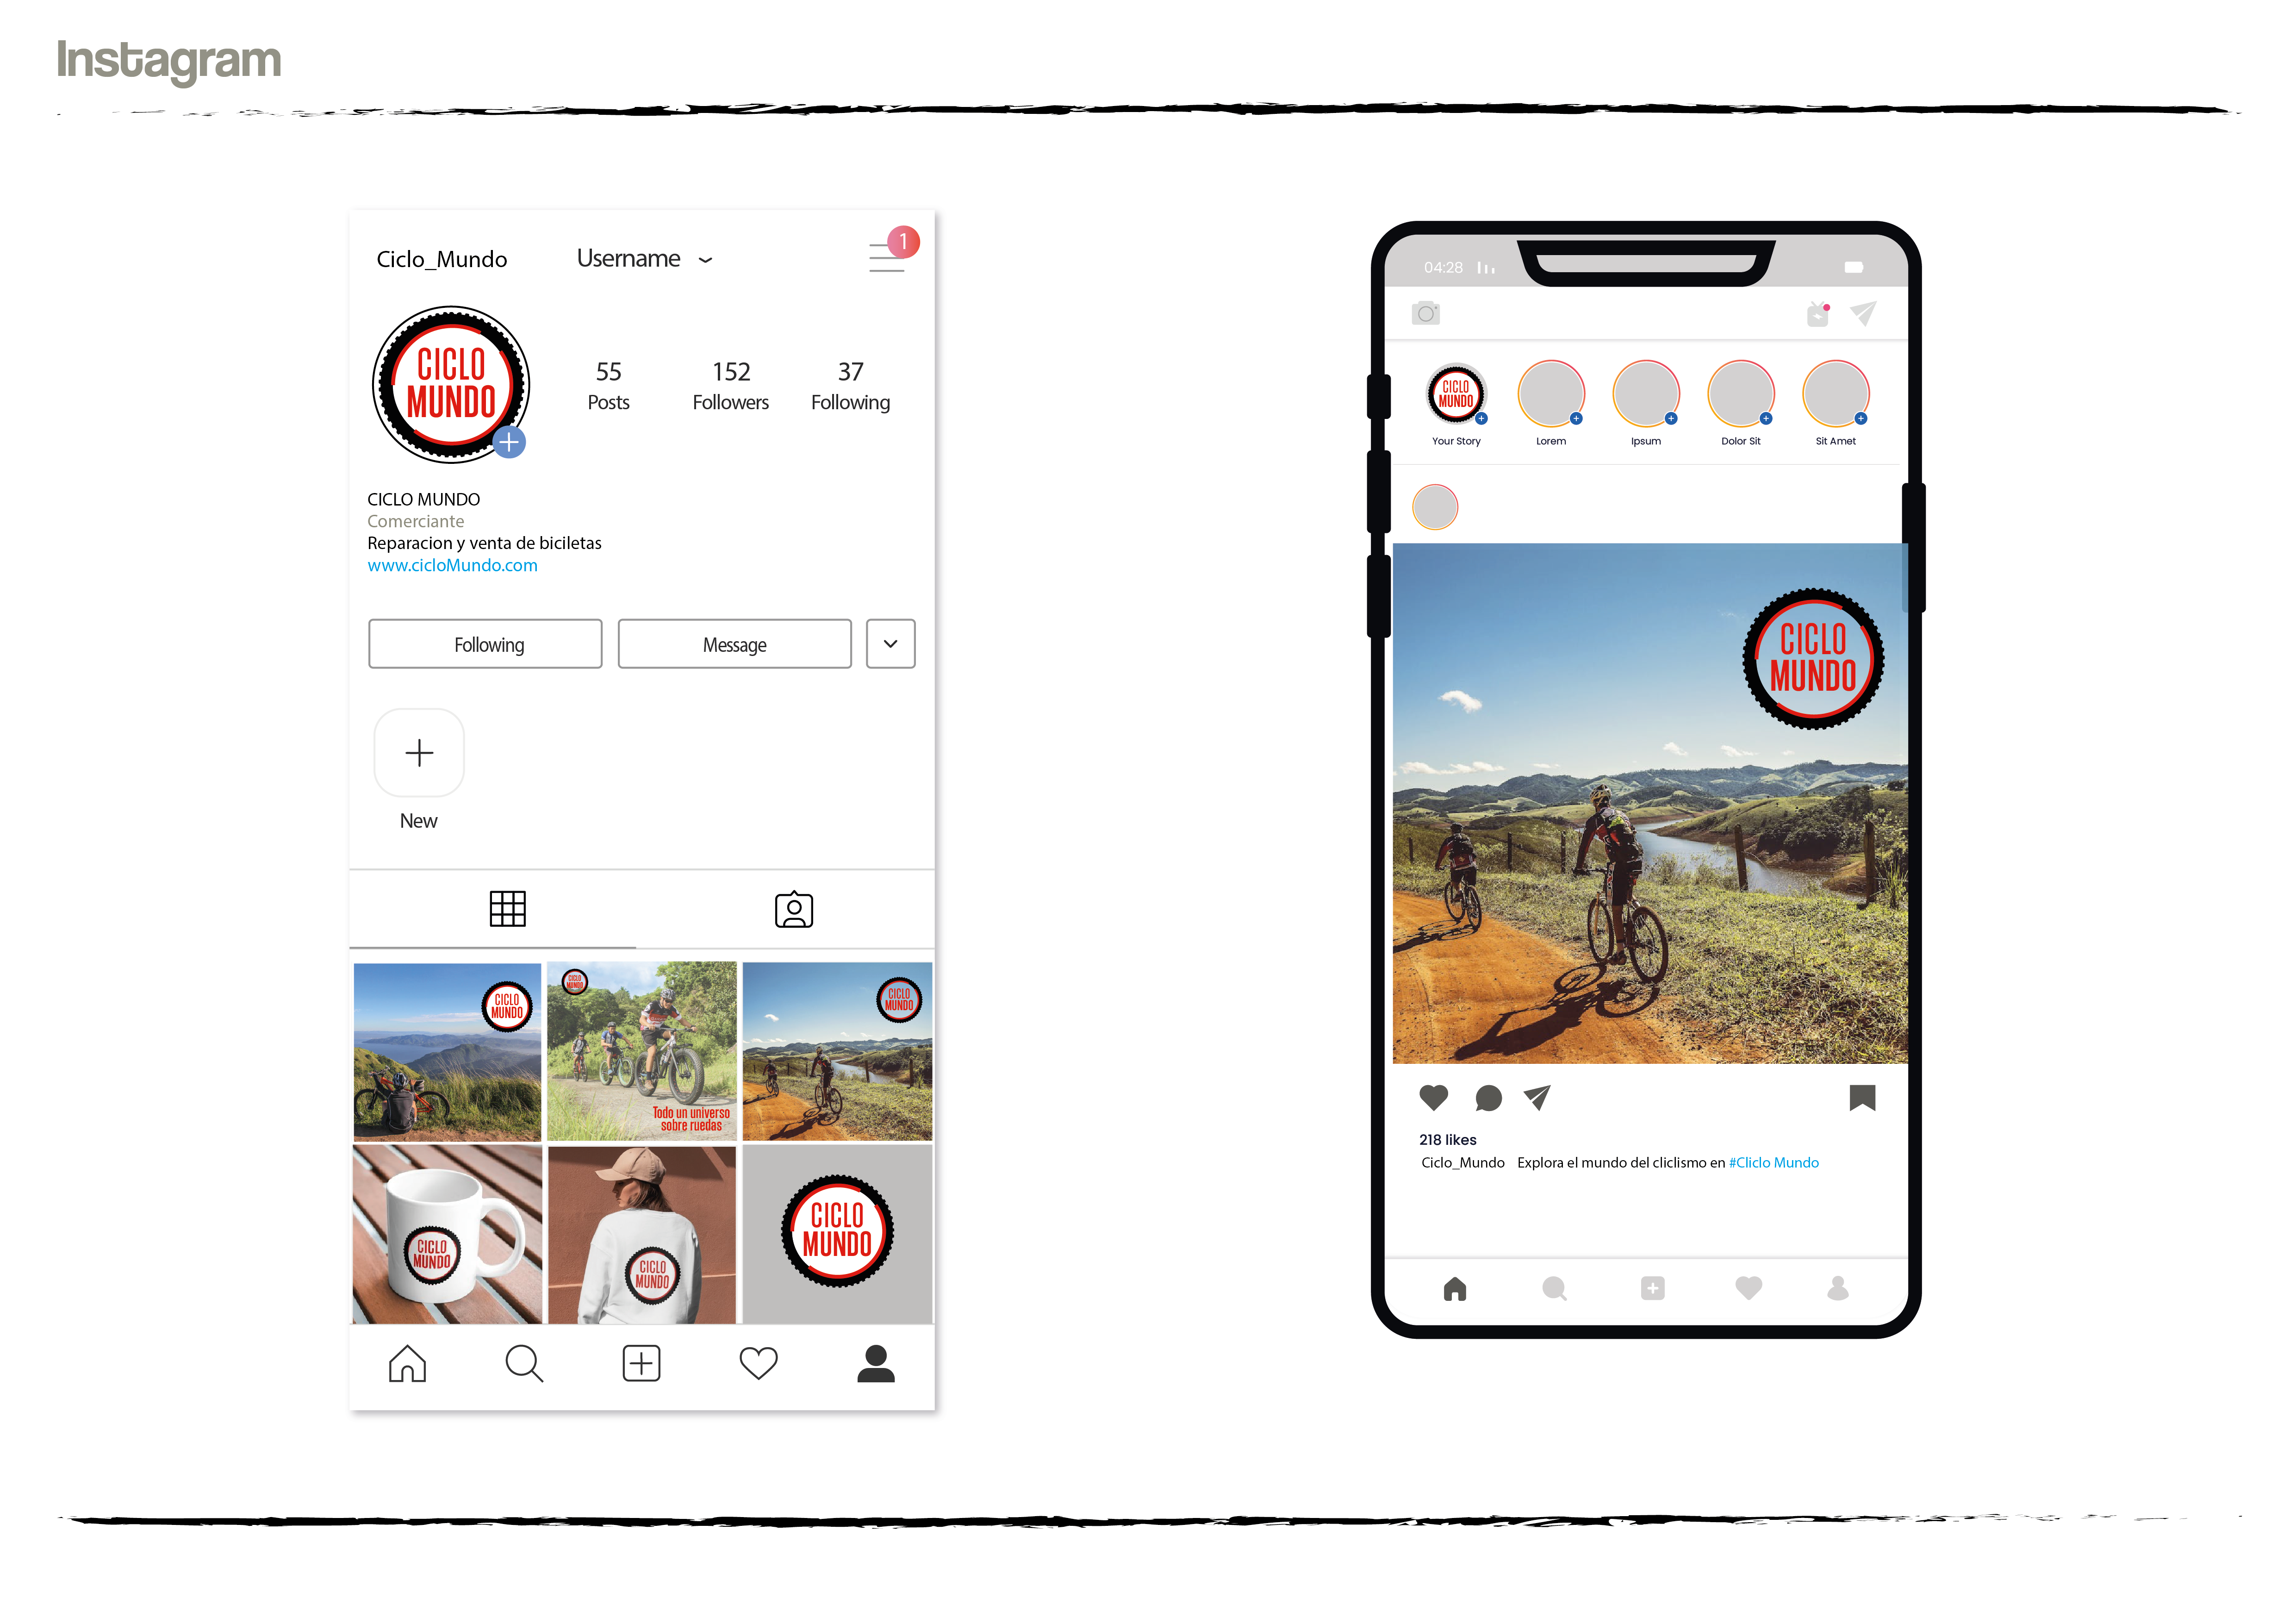 Instagram
Ciclo_Mundo Username
1
CICLO
MUNDO
55 152 37
Posts Followers Following
CICLO MUNDO
Comerciante
Reparacion y venta de biciletas
www.cicloMundo.com
Following Message
New
CICLO
MUNDO
CICLO
MUNDO
Todo un universo
sobre ruedas
CICLO
MUNDO
CICLO
MUNDO
CICLO
MUNDO
CICLO
MUNDO
04:28
CICLO
MUNDO
Your Story Lorem Ipsum Dolor Sit Sit Amet
CICLO
MUNDO
218 likes
Ciclo_Mundo Explora el mundo del cliclismo en #Cliclo Mundo